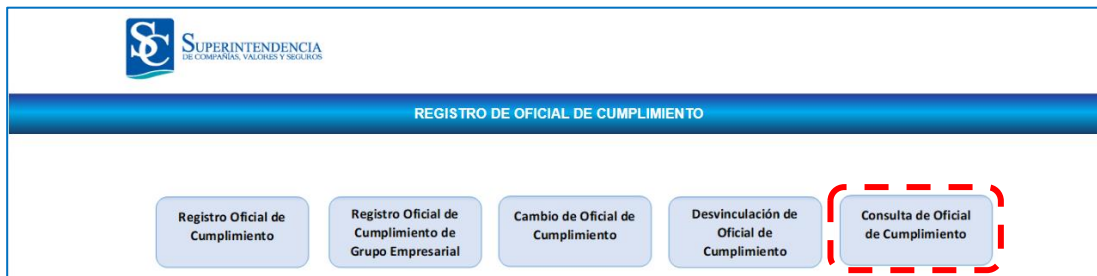 SC
SUPERINTENDENCIA
DE COMPAÑÍAS, VALORES Y SEGUROS
REGISTRO DE OFICIAL DE CUMPLIMIENTO
Registro Oficial de
Cumplimiento
Registro Oficial de
Cumplimiento de
Grupo Empresarial
Cambio de Oficial de
Cumplimiento
Desvinculación de
Oficial de
Cumplimiento
Consulta de Oficial
de Cumplimiento